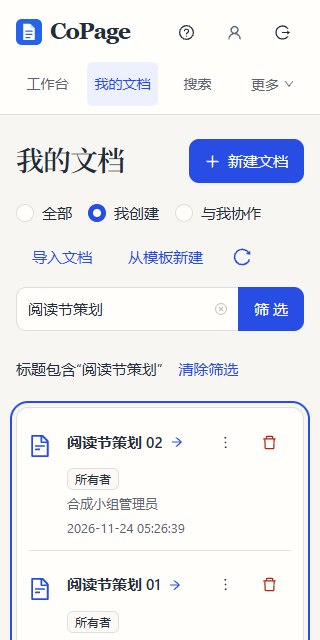 CoPage
工作台 我的文档 搜索 更多
我的文档 新建文档
全部 我创建 与我协作
导入文档 从模板新建
阅读节策划 筛 选
标题包含“阅读节策划” 清除筛选
阅读节策划 02
所有者
合成小组管理员
2026-11-24 05:26:39
阅读节策划 01
所有者